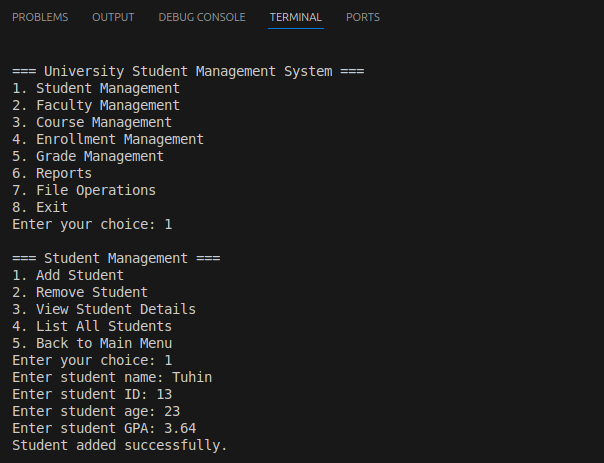 PROBLEMS OUTPUT DEBUG CONSOLE TERMINAL PORTS
=== University Student Management System ===
1. Student Management
2. Faculty Management
3. Course Management
4. Enrollment Management
5. Grade Management
6. Reports
7. File Operations
8. Exit
Enter your choice: 1
=== Student Management ===
1. Add Student
2. Remove Student
3. View Student Details
4. List All Students
5. Back to Main Menu
Enter your choice: 1
Enter student name: Tuhin
Enter student ID: 13
Enter student age: 23
Enter student GPA: 3.64
Student added successfully.